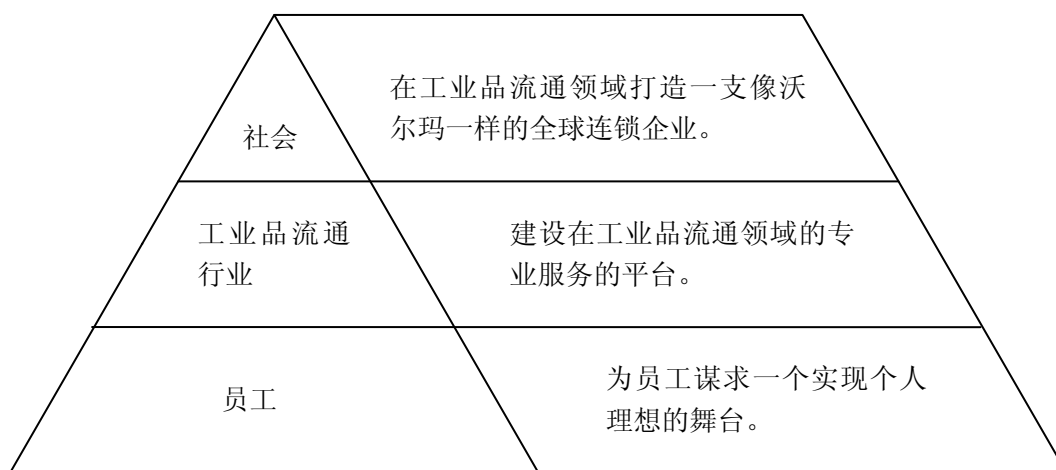 社会
在工业品流通领域打造一支像沃
尔玛一样的全球连锁企业。
工业品流通
行业
建设在工业品流通领域的专
业服务的平台。
员工
为员工谋求一个实现个人
理想的舞台。